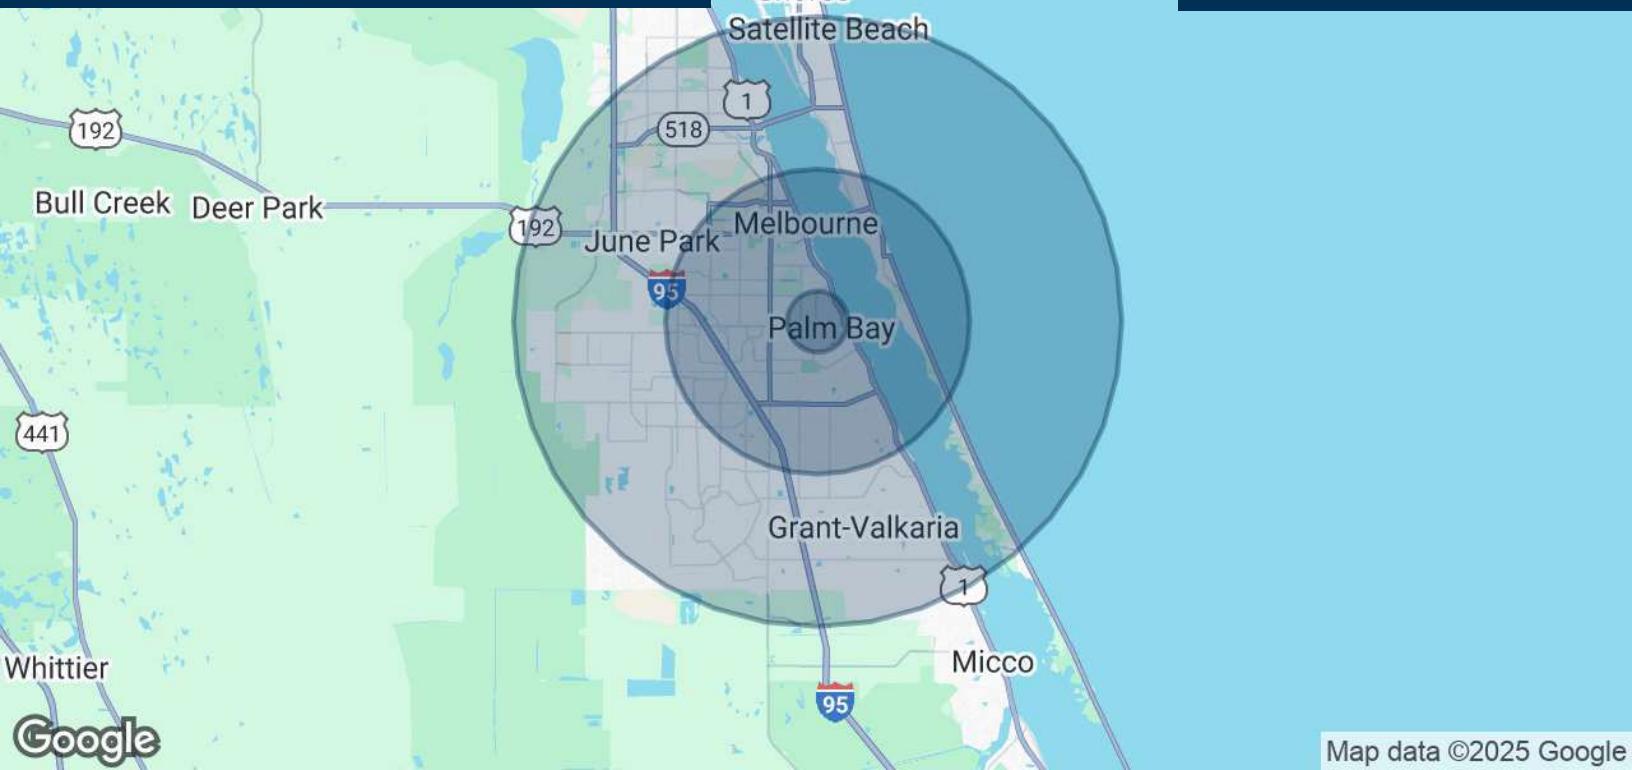 Satellite Beach
1
192
518
Bull Creek
Deer Park
192
Melbourne
June Park
95
Palm Bay
441
Grant-Valkaria
1
Whittier
Micco
95
Google
Map data ©2025 Google